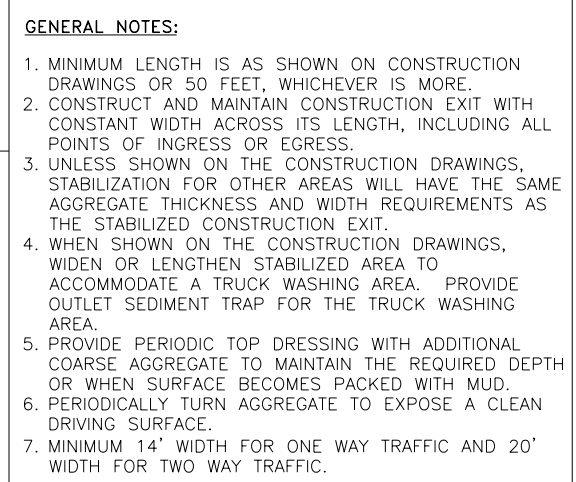 GENERAL NOTES:
1. MINIMUM LENGTH IS AS SHOWN ON CONSTRUCTION
DRAWINGS OR 50 FEET, WHICHEVER IS MORE.
2. CONSTRUCT AND MAINTAIN CONSTRUCTION EXIT WITH
CONSTANT WIDTH ACROSS ITS LENGTH, INCLUDING ALL
POINTS OF INGRESS OR EGRESS.
3. UNLESS SHOWN ON THE CONSTRUCTION DRAWINGS,
STABILIZATION FOR OTHER AREAS WILL HAVE THE SAME
AGGREGATE THICKNESS AND WIDTH REQUIREMENTS AS
THE STABILIZED CONSTRUCTION EXIT.
4. WHEN SHOWN ON THE CONSTRUCTION DRAWINGS,
WIDEN OR LENGTHEN STABILIZED AREA TO
ACCOMMODATE A TRUCK WASHING AREA. PROVIDE
OUTLET SEDIMENT TRAP FOR THE TRUCK WASHING
AREA.
5. PROVIDE PERIODIC TOP DRESSING WITH ADDITIONAL
COARSE AGGREGATE TO MAINTAIN THE REQUIRED DEPTH
OR WHEN SURFACE BECOMES PACKED WITH MUD.
6. PERIODICALLY TURN AGGREGATE TO EXPOSE A CLEAN
DRIVING SURFACE.
7. MINIMUM 14' WIDTH FOR ONE WAY TRAFFIC AND 20'
WIDTH FOR TWO WAY TRAFFIC.